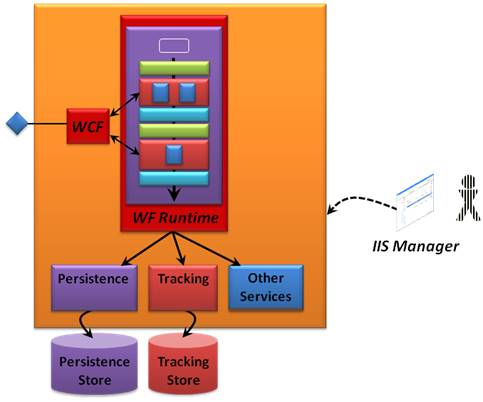 WCF
WF Runtime
IIS Manager
Persistence
Tracking
Other
Services
Persistence
Store
Tracking
Store